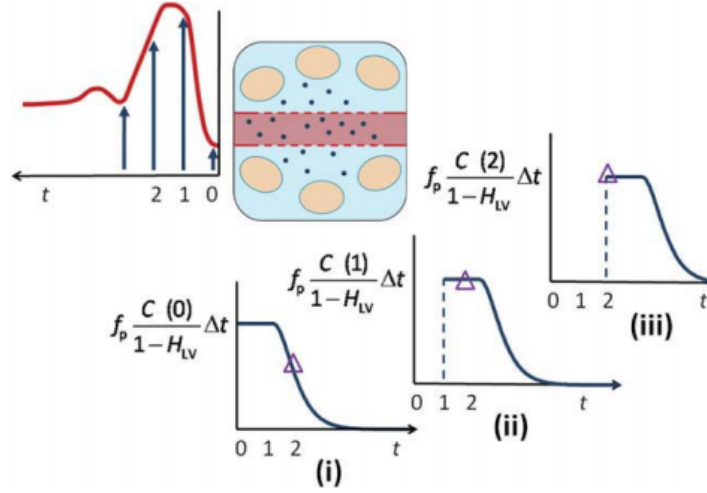 t 2 1 0
f_p C (0) / 1 – H_LV Δt
0 1 2 t
(i)
f_p C (1) / 1 – H_LV Δt
0 1 2 t
(ii)
f_p C (2) / 1 – H_LV Δt
0 1 2 t
(iii)